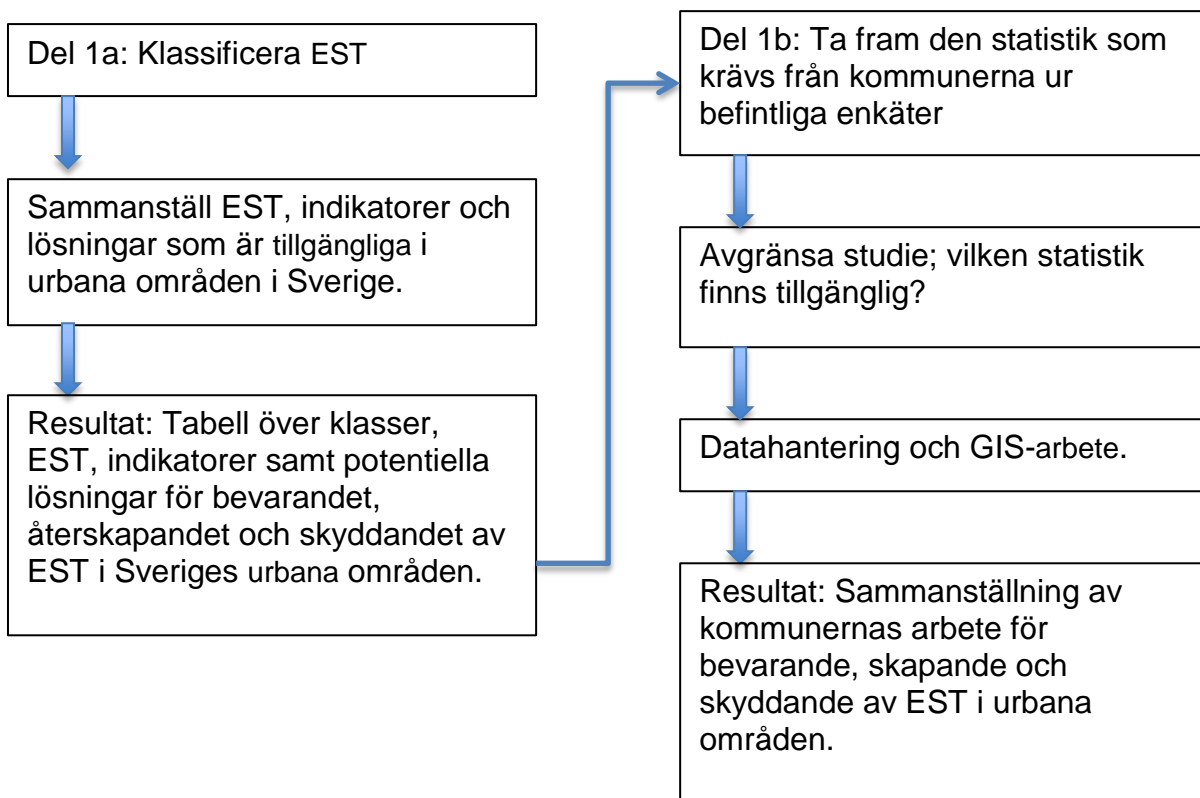 Del 1a: Klassificera EST
Sammanställ EST, indikatorer och
lösningar som är tillgängliga i
urbana områden i Sverige.
Resultat: Tabell över klasser,
EST, indikatorer samt potentiella
lösningar för bevarandet,
återskapandet och skyddandet av
EST i Sveriges urbana områden.
Del 1b: Ta fram den statistik som
krävs från kommunerna ur
befintliga enkäter
Avgränsa studie; vilken statistik
finns tillgänglig?
Datahantering och GIS-arbete.
Resultat: Sammanställning av
kommunernas arbete för
bevarande, skapande och
skyddande av EST i urbana
områden.